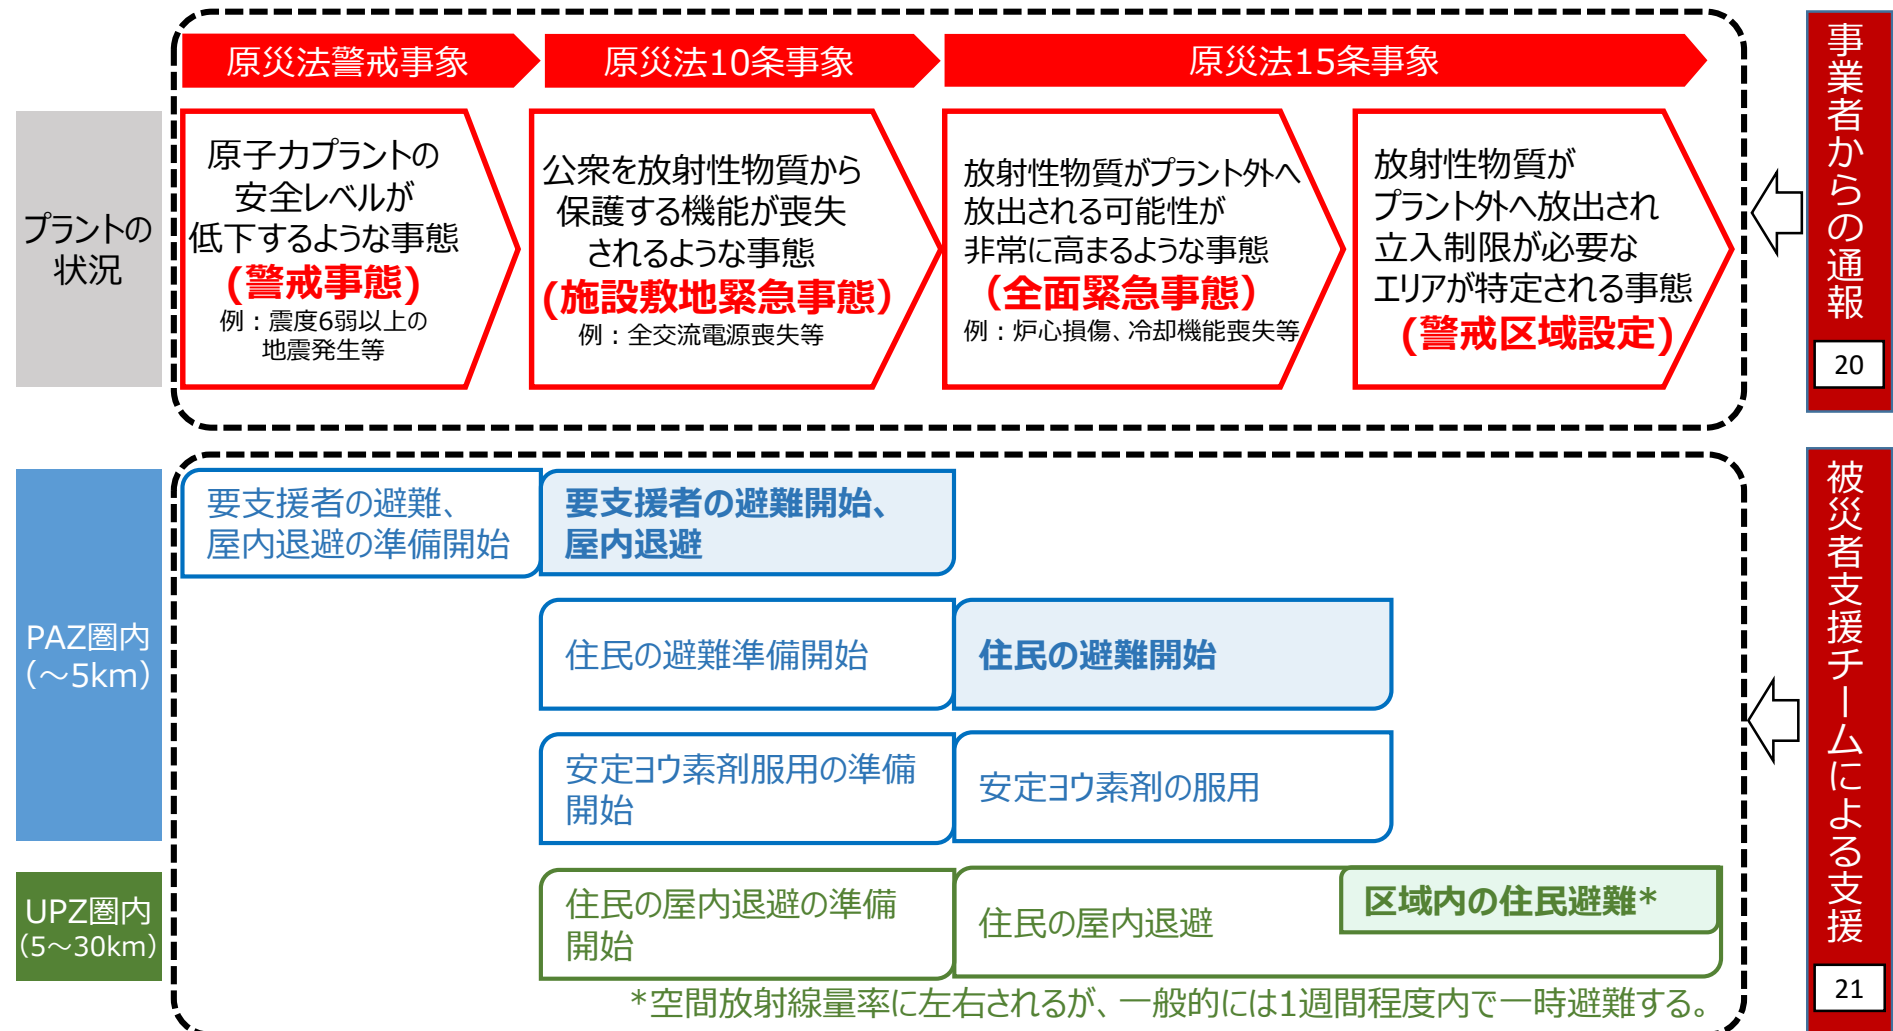 原災法警戒事象
原災法10条事象
原災法15条事象
プラントの
状況
原子力プラントの
安全レベルが
低下するような事態
(警戒事態)
例：震度6弱以上の
地震発生等
公衆を放射性物質から
保護する機能が喪失
されるような事態
(施設敷地緊急事態）
例：全交流電源喪失等
放射性物質がプラント外へ
放出される可能性が
非常に高まるような事態
（全面緊急事態）
例：炉心損傷、冷却機能喪失等
放射性物質が
プラント外へ放出され
立入制限が必要な
エリアが特定される事態
(警戒区域設定)
事業者からの通報
20
PAZ圏内
（～5km）
要支援者の避難、
屋内退避の準備開始
要支援者の避難開始、
屋内退避
住民の避難準備開始
住民の避難開始
安定ヨウ素剤服用の準備
開始
安定ヨウ素剤の服用
UPZ圏内
（5～30km）
住民の屋内退避の準備
開始
住民の屋内退避
区域内の住民避難*
*空間放射線量率に左右されるが、一般的には1週間程度内で一時避難する。
被災者支援チームによる支援
21